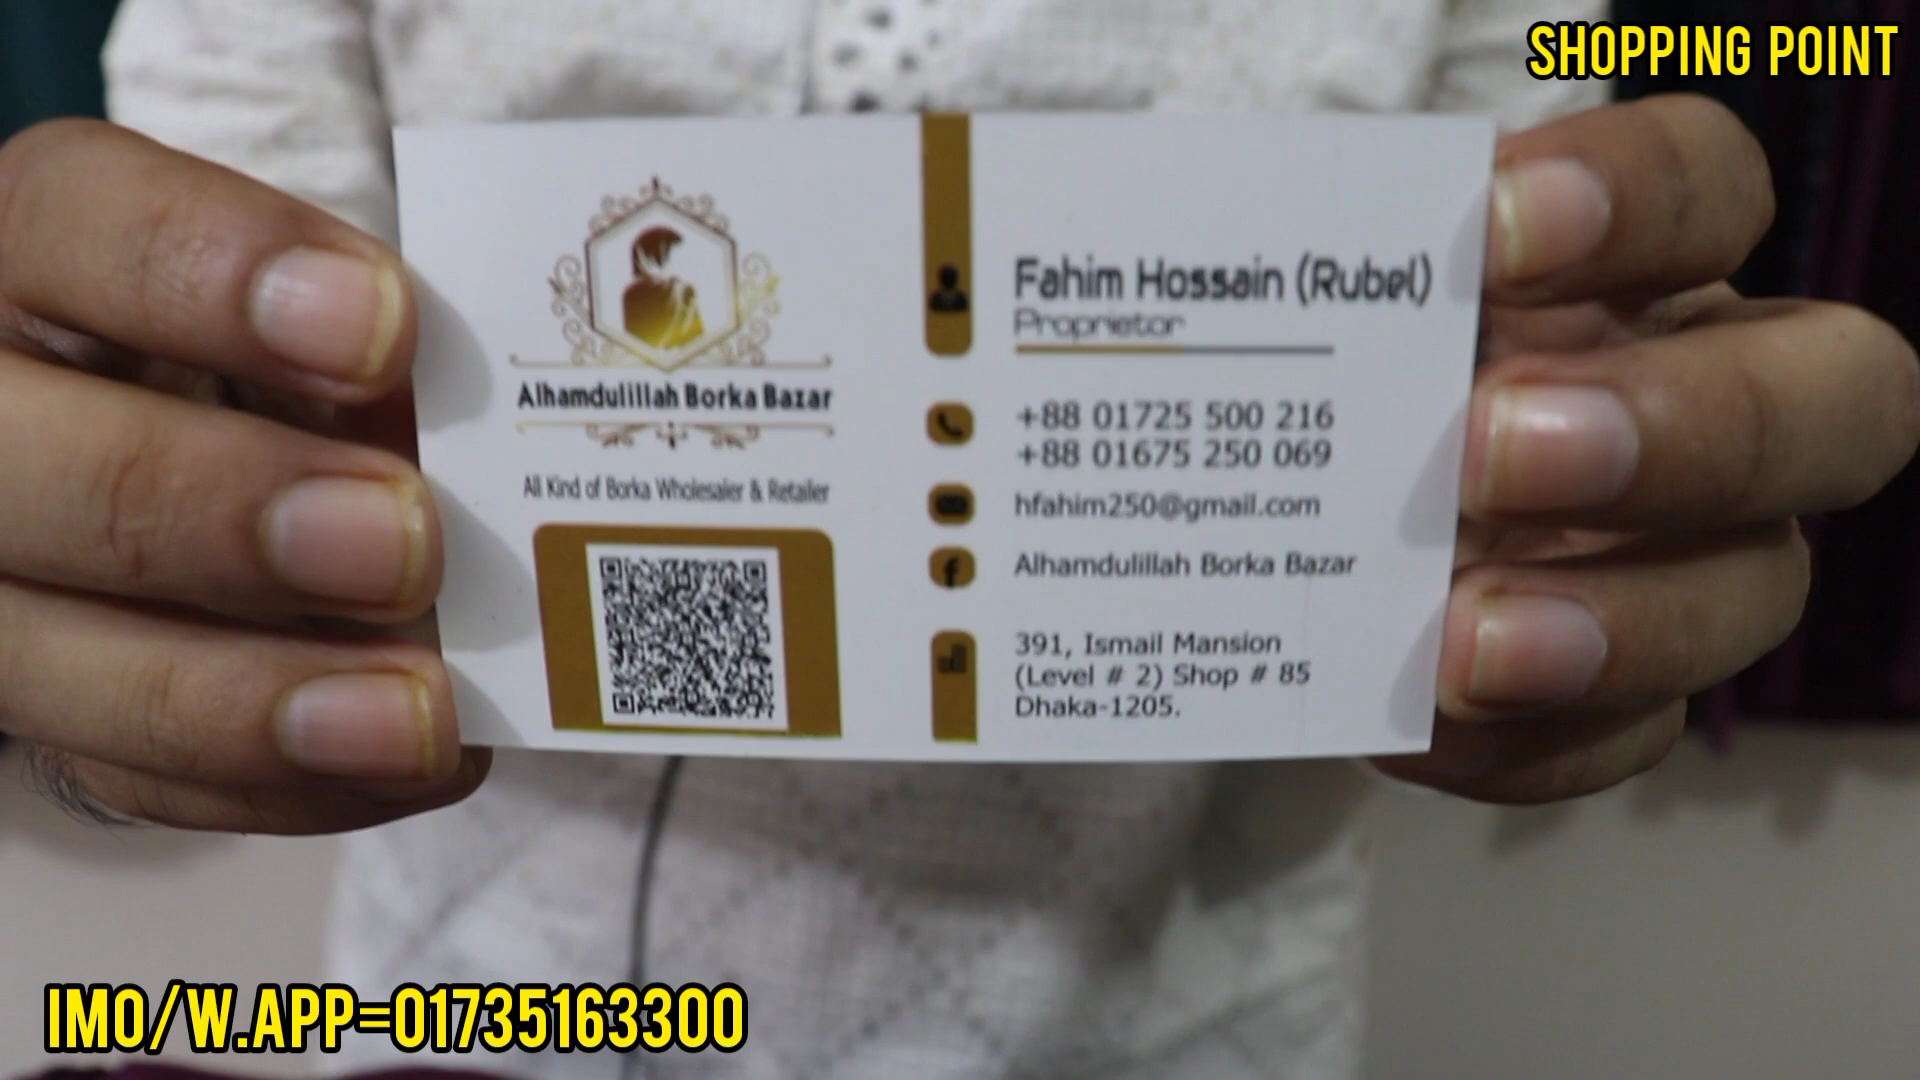 SHOPPING POINT
Alhamdulillah Borka Bazar
All Kind of Borka Wholesaler & Retailer
Fahim Hossain (Rubel)
Proprietor
+88 01725 500 216
+88 01675 250 069
hfahim250@gmail.com
Alhamdulillah Borka Bazar
391, Ismail Mansion
(Level # 2) Shop # 85
Dhaka-1205.
IMO/W.APP=01735163300